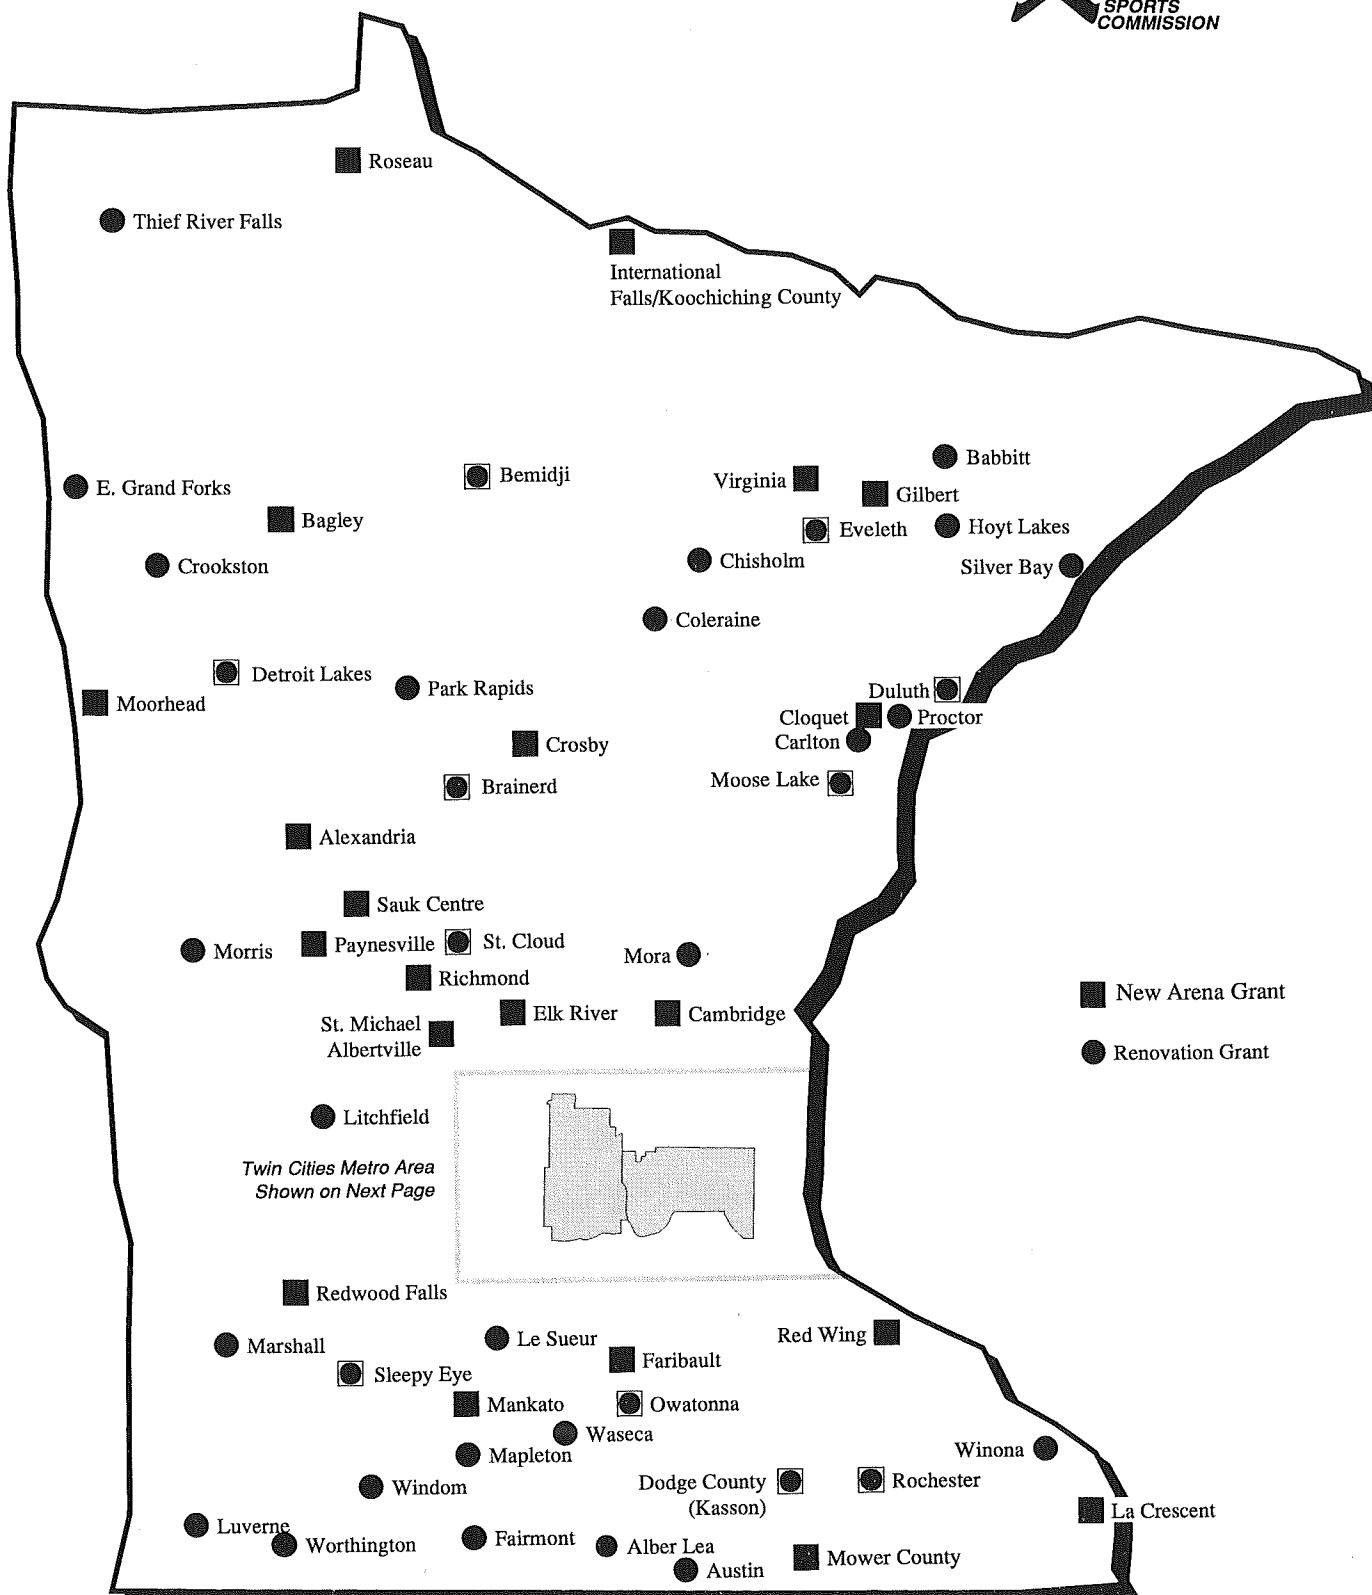 SPORTS
COMMISSION
Roseau
Thief River Falls
International
Falls/Koochiching County
Babbitt
Bemidji
Virginia
E. Grand Forks
Gilbert
Bagley
Eveleth
Hoyt Lakes
Chisholm
Crookston
Silver Bay
Coleraine
Detroit Lakes
Park Rapids
Duluth
Moorhead
Cloquet
Proctor
Carlton
Crosby
Moose Lake
Brainerd
Alexandria
Sauk Centre
Paynesville
St. Cloud
Morris
Mora
Richmond
New Arena Grant
Elk River
Cambridge
St. Michael
Albertville
Renovation Grant
Litchfield
Twin Cities Metro Area
Shown on Next Page
Redwood Falls
Red Wing
Le Sueur
Marshall
Faribault
Sleepy Eye
Mankato
Owatonna
Waseca
Winona
Mapleton
Dodge County
(Kasson)
Rochester
Windom
La Crescent
Luverne
Fairmont
Worthington
Alber Lea
Mower County
Austin